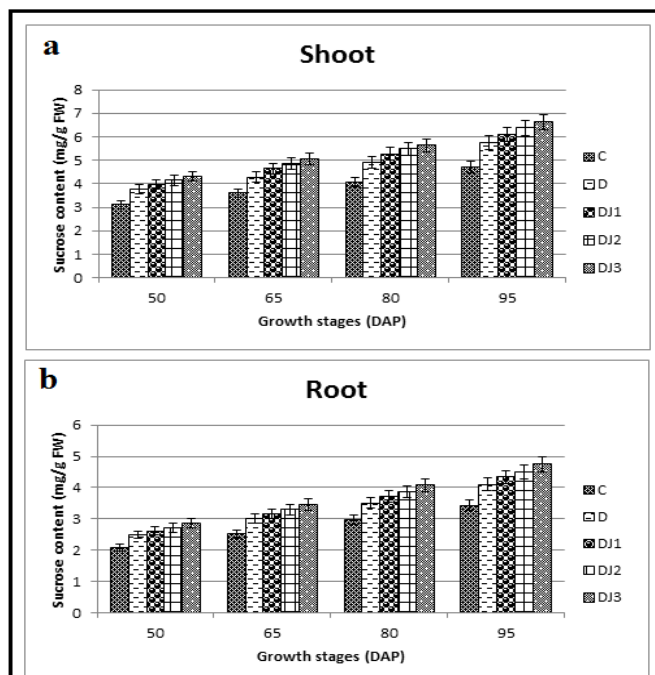 a
Shoot
Sucrose content (mg/g FW)
8
7
6
5
4
3
2
1
0
50 65 80 95
Growth stages (DAP)
C
D
DJ1
DJ2
DJ3
b
Root
Sucrose content (mg/g FW)
6
5
4
3
2
1
0
50 65 80 95
Growth stages (DAP)
C
D
DJ1
DJ2
DJ3